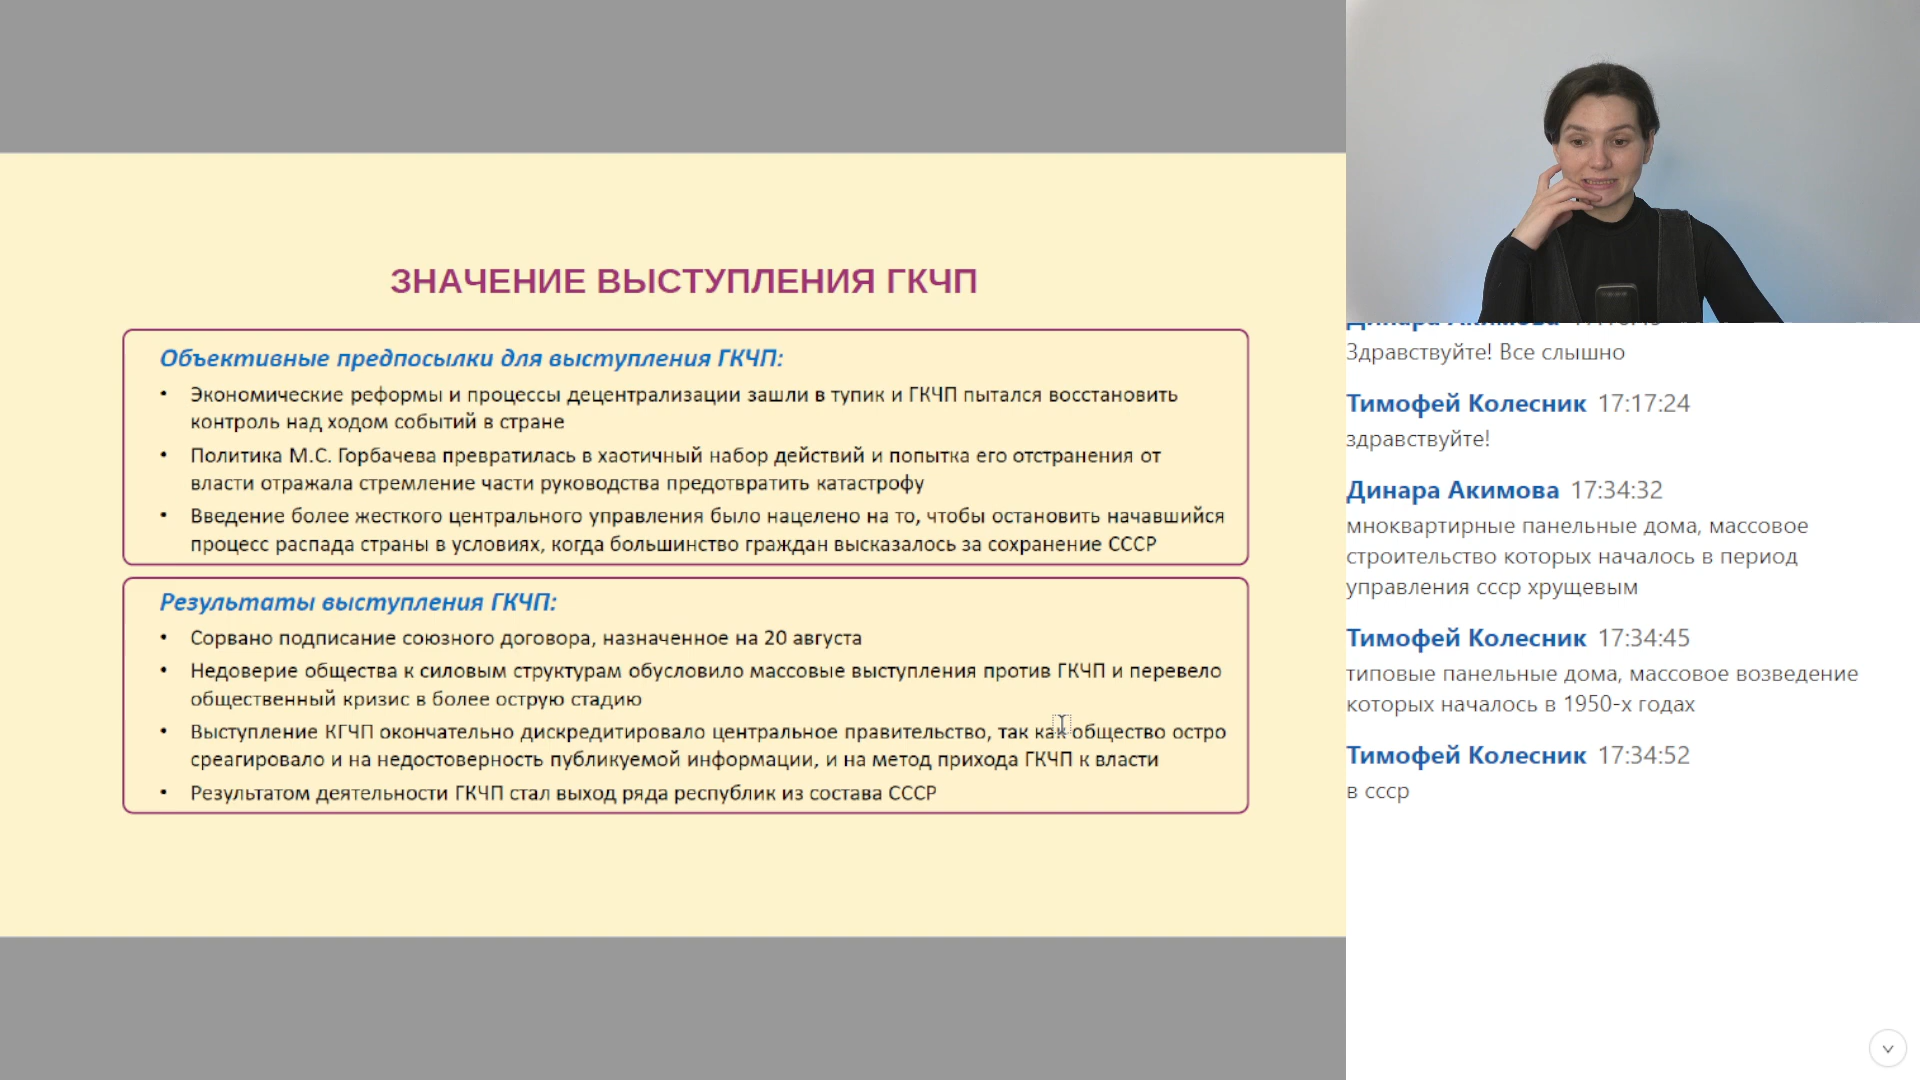 ЗНАЧЕНИЕ ВЫСТУПЛЕНИЯ ГКЧП
Объективные предпосылки для выступления ГКЧП:
• Экономические реформы и процессы децентрализации зашли в тупик и ГКЧП пытался восстановить
контроль над ходом событий в стране
• Политика М.С. Горбачева превратилась в хаотичный набор действий и попытка его отстранения от
власти отражала стремление части руководства предотвратить катастрофу
• Введение более жесткого центрального управления было нацелено на то, чтобы остановить начавшийся
процесс распада страны в условиях, когда большинство граждан высказалось за сохранение СССР
Результаты выступления ГКЧП:
• Сорвано подписание союзного договора, назначенное на 20 августа
• Недоверие общества к силовым структурам обусловило массовые выступления против ГКЧП и перевело
общественный кризис в более острую стадию
• Выступление КГЧП окончательно дискредитировало центральное правительство, так как общество остро
среагировало и на недостоверность публикуемой информации, и на метод прихода ГКЧП к власти
• Результатом деятельности ГКЧП стал выход ряда республик из состава СССР
Динара Акимова
Здравствуйте! Все слышно
Тимофей Колесник 17:17:24
здравствуйте!
Динара Акимова 17:34:32
мноквартирные панельные дома, массовое
строительство которых началось в период
управления ссср хрущевым
Тимофей Колесник 17:34:45
типовые панельные дома, массовое возведение
которых началось в 1950-х годах
Тимофей Колесник 17:34:52
в ссср